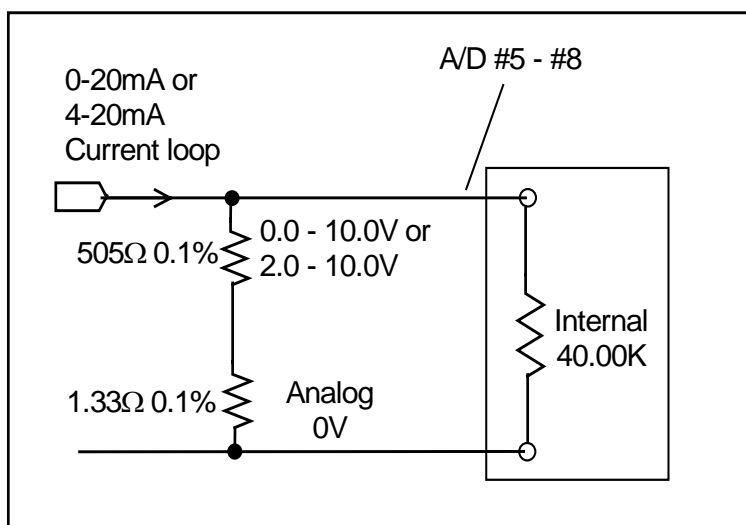 A/D #5 - #8
0-20mA or
4-20mA
Current loop
0.0 - 10.0V or
2.0 - 10.0V
505Ω 0.1%
Internal
40.00K
1.33Ω 0.1%
Analog
0V